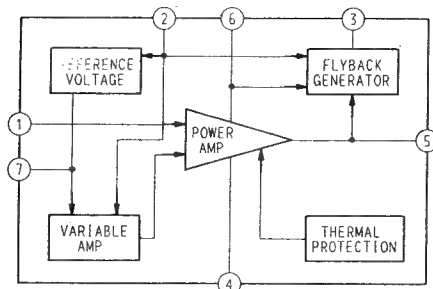 2
6
3
VOLTAGE
FLYBACK
GENERATOR
1
POWER
AMP
5
7
VARIABLE
AMP
THERMAL
PROTECTION
4